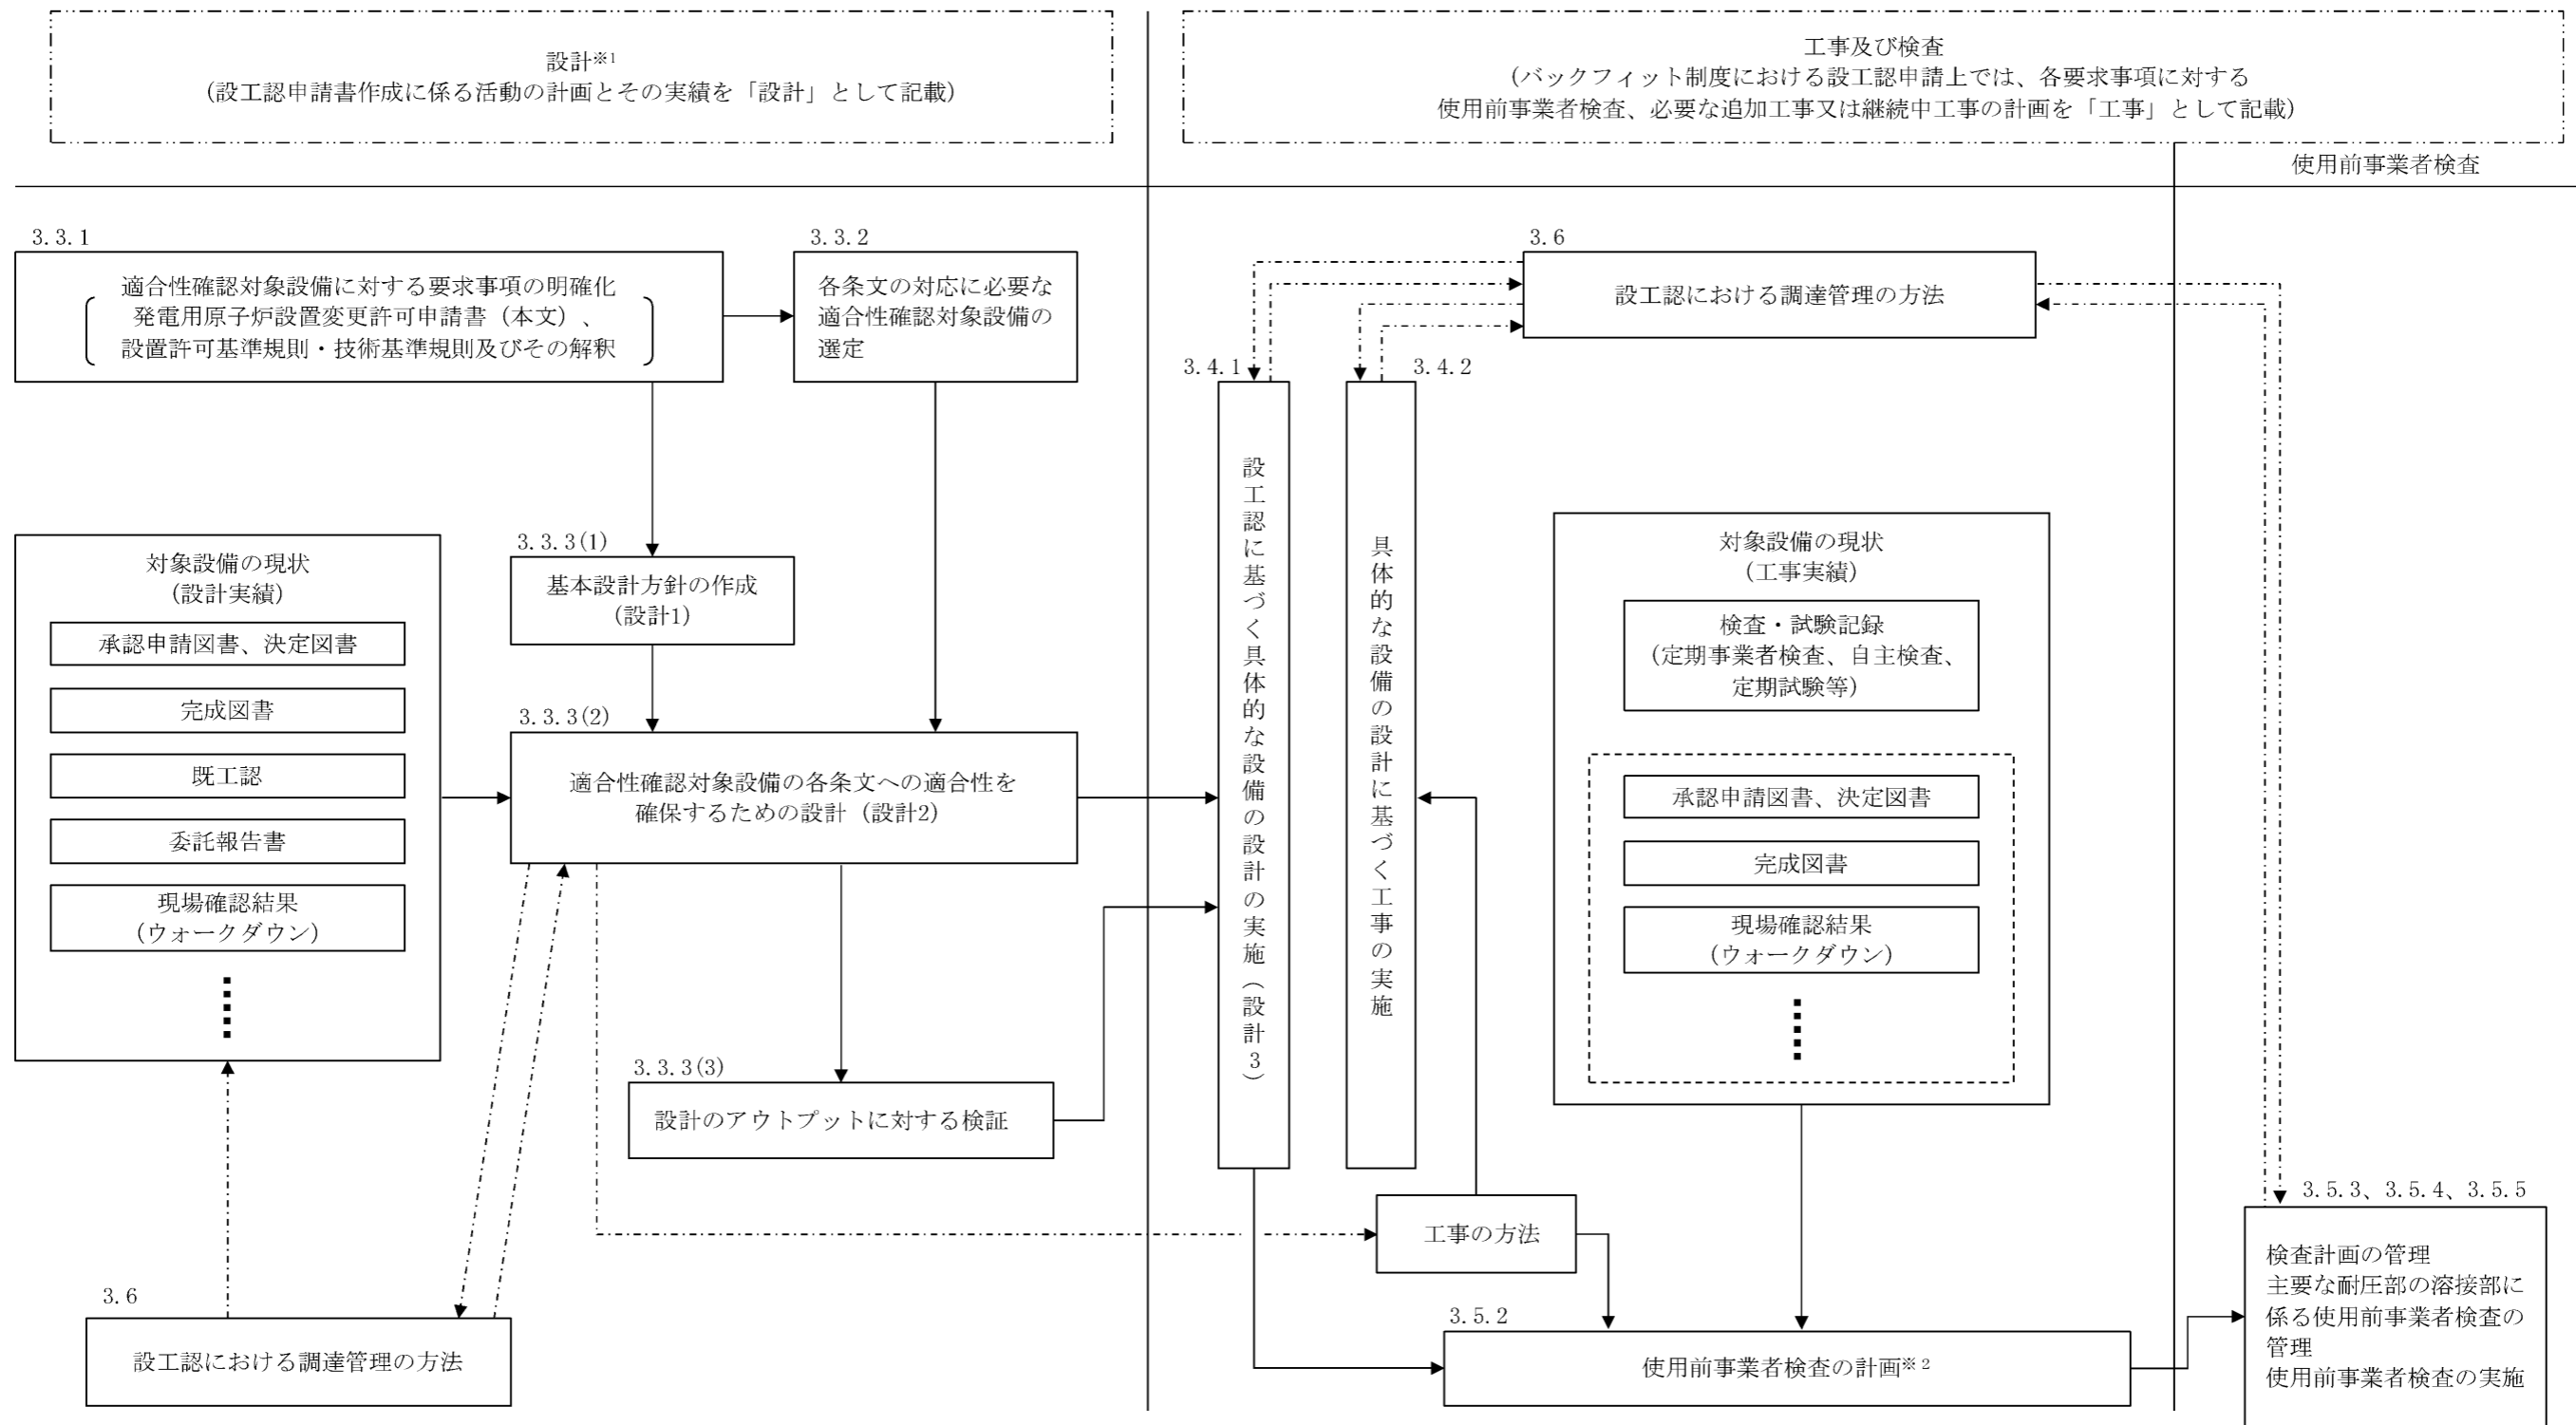 設計※1
(設工認申請書作成に係る活動の計画とその実績を「設計」として記載)
工事及び検査
(バックフィット制度における設工認申請上では、各要求事項に対する
使用前事業者検査、必要な追加工事又は継続中工事の計画を「工事」として記載)
使用前事業者検査
3.3.1
適合性確認対象設備に対する要求事項の明確化
発電用原子炉設置変更許可申請書(本文)、
設置許可基準規則・技術基準規則及びその解釈
3.3.2
各条文の対応に必要な
適合性確認対象設備の
選定
対象設備の現状
(設計実績)
承認申請図書、決定図書
完成図書
既工認
委託報告書
現場確認結果
(ウォークダウン)
3.3.3(1)
基本設計方針の作成
(設計1)
3.3.3(2)
適合性確認対象設備の各条文への適合性を
確保するための設計(設計2)
3.3.3(3)
設計のアウトプットに対する検証
3.6
設工認における調達管理の方法
3.6
設工認における調達管理の方法
3.4.1
設工認に基づく具体的な設備の設計の実施(設計3)
3.4.2
具体的な設備の設計に基づく工事の実施
対象設備の現状
(工事実績)
検査・試験記録
(定期事業者検査、自主検査、
定期試験等)
承認申請図書、決定図書
完成図書
現場確認結果
(ウォークダウン)
工事の方法
3.5.2
使用前事業者検査の計画※2
3.5.3、3.5.4、3.5.5
検査計画の管理
主要な耐圧部の溶接部に
係る使用前事業者検査の
管理
使用前事業者検査の実施